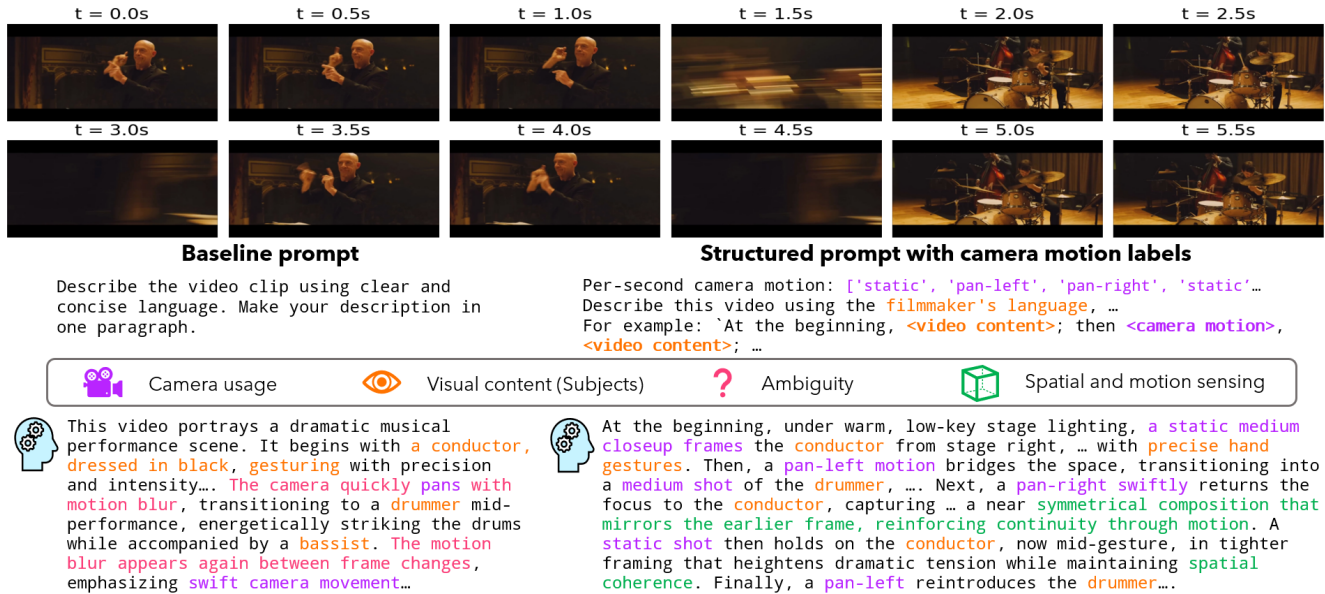 t = 0.0s t = 0.5s t = 1.0s t = 1.5s t = 2.0s t = 2.5s
t = 3.0s t = 3.5s t = 4.0s t = 4.5s t = 5.0s t = 5.5s
Baseline prompt
Describe the video clip using clear and
concise language. Make your description in
one paragraph.
Structured prompt with camera motion labels
Per-second camera motion: ['static', 'pan-left', 'pan-right', 'static’…
Describe this video using the filmmaker's language, …
For example: `At the beginning, <video content>; then <camera motion>,
<video content>; …
Camera usage Visual content (Subjects) ? Ambiguity Spatial and motion sensing
This video portrays a dramatic musical
performance scene. It begins with a conductor,
dressed in black, gesturing with precision
and intensity…. The camera quickly pans with
motion blur, transitioning to a drummer mid-
performance, energetically striking the drums
while accompanied by a bassist. The motion
blur appears again between frame changes,
emphasizing swift camera movement…
At the beginning, under warm, low-key stage lighting, a static medium
closeup frames the conductor from stage right, … with precise hand
gestures. Then, a pan-left motion bridges the space, transitioning into
a medium shot of the drummer, …. Next, a pan-right swiftly returns the
focus to the conductor, capturing … a near symmetrical composition that
mirrors the earlier frame, reinforcing continuity through motion. A
static shot then holds on the conductor, now mid-gesture, in tighter
framing that heightens dramatic tension while maintaining spatial
coherence. Finally, a pan-left reintroduces the drummer….